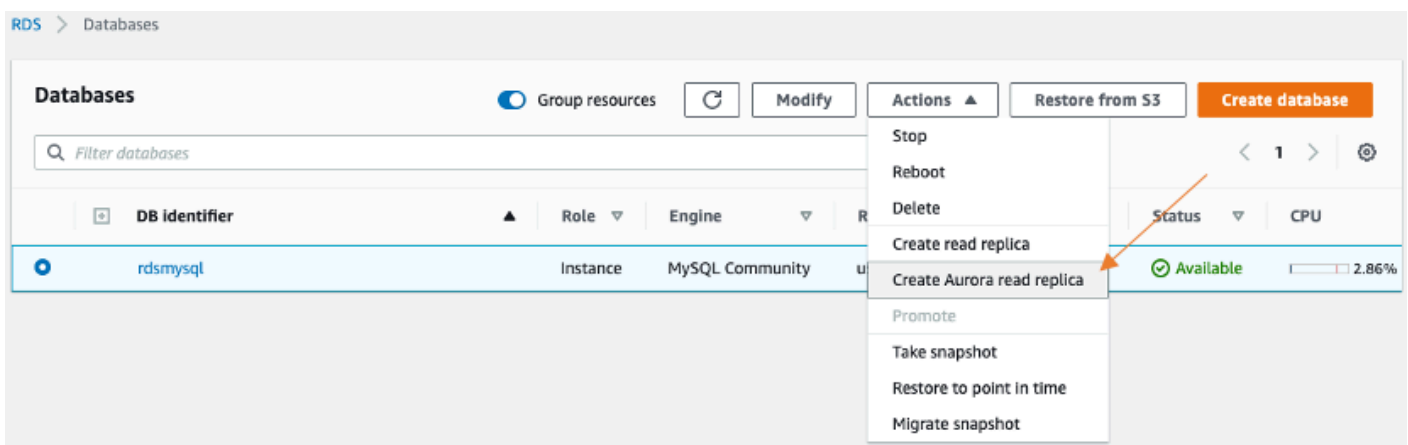 RDS > Databases
Databases
Group resources
Modify
Actions ▲
Restore from S3
Create database
Filter databases
< 1 >
DB identifier ▲
Role
Engine
R
Status
CPU
rdsmysql
Instance
MySQL Community
u
Available
2.86%
Stop
Reboot
Delete
Create read replica
Create Aurora read replica
Promote
Take snapshot
Restore to point in time
Migrate snapshot